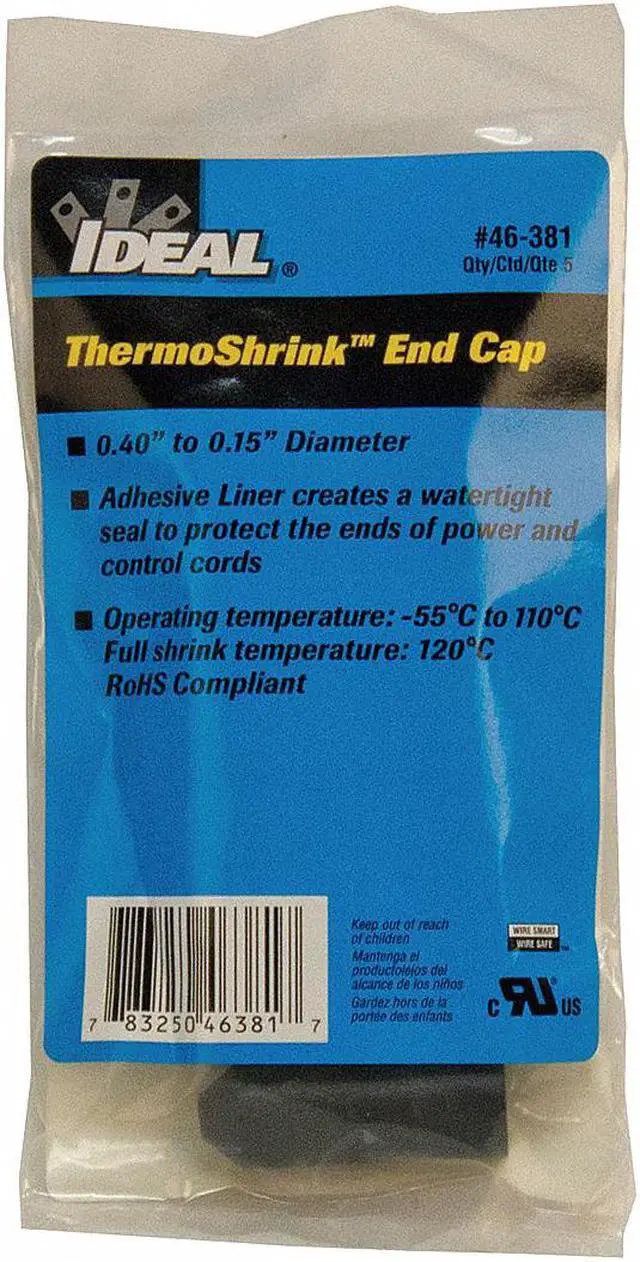 IDEAL®
#46-381
Qty/Ctd/Qte 5
ThermoShrink™ End Cap
■ 0.40" to 0.15" Diameter
■ Adhesive Liner creates a watertight
seal to protect the ends of power and
control cords
■ Operating temperature: -55°C to 110°C
Full shrink temperature: 120°C
RoHS Compliant
7 83250 46381 7
Keep out of reach
of children
Mantenga el
productolejos del
alcance de los niños
Gardez hors de la
portée des enfants
WIRE SMART
WIRE SAFE™
C RU® US